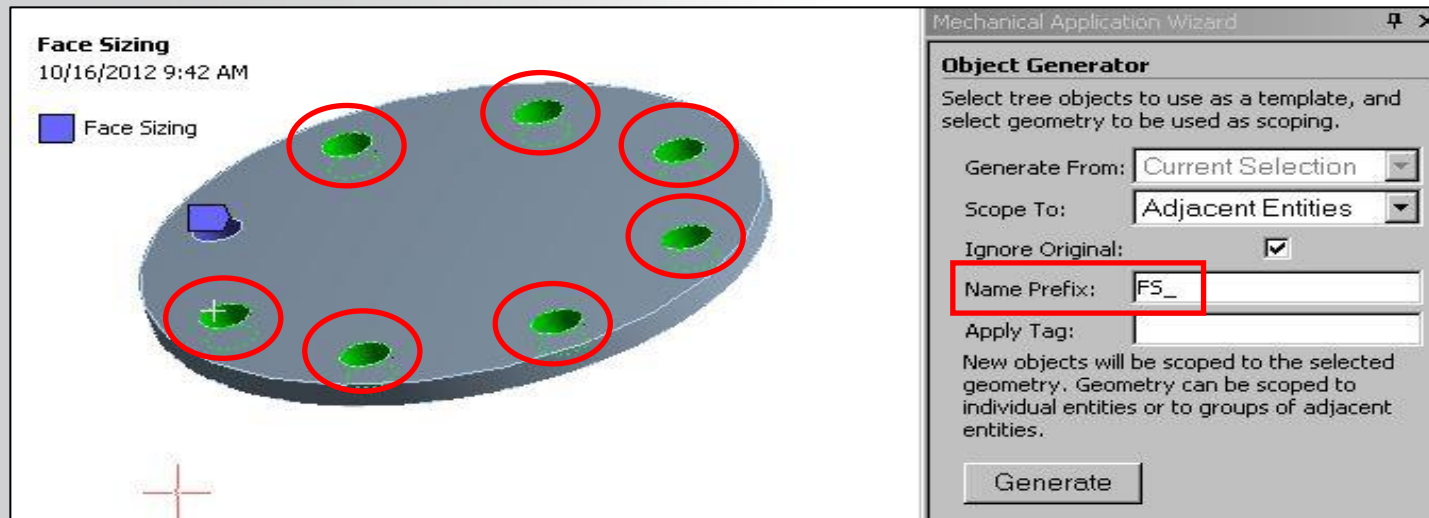 Face Sizing
10/16/2012 9:42 AM
Face Sizing
Mechanical Application Wizard
Object Generator
Select tree objects to use as a template, and
select geometry to be used as scoping.
Generate From: Current Selection
Scope To: Adjacent Entities
Ignore Original:
Name Prefix: FS_
Apply Tag:
New objects will be scoped to the selected
geometry. Geometry can be scoped to
individual entities or to groups of adjacent
entities.
Generate